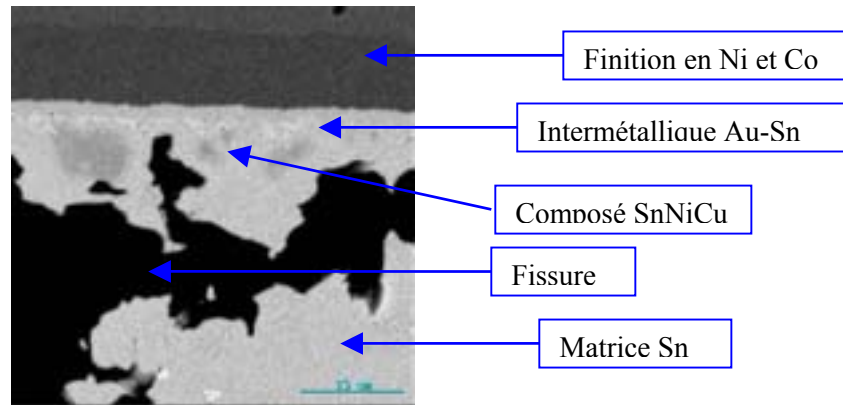 Finition en Ni et Co
Intermétallique Au-Sn
Composé SnNiCu
Fissure
Matrice Sn